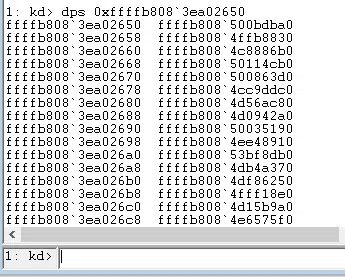 1: kd> dps 0xffffb808`3ea02650
ffffb808`3ea02650  ffffb808`500bdba0
ffffb808`3ea02658  ffffb808`4ffb8830
ffffb808`3ea02660  ffffb808`4c8886b0
ffffb808`3ea02668  ffffb808`50114cb0
ffffb808`3ea02670  ffffb808`500863d0
ffffb808`3ea02678  ffffb808`4cc9ddc0
ffffb808`3ea02680  ffffb808`4d56ac80
ffffb808`3ea02688  ffffb808`4d0942a0
ffffb808`3ea02690  ffffb808`50035190
ffffb808`3ea02698  ffffb808`4ee48910
ffffb808`3ea026a0  ffffb808`53bf8db0
ffffb808`3ea026a8  ffffb808`4db4a370
ffffb808`3ea026b0  ffffb808`4df86250
ffffb808`3ea026b8  ffffb808`4fff18e0
ffffb808`3ea026c0  ffffb808`4d15b9a0
ffffb808`3ea026c8  ffffb808`4e6575f0
1: kd>